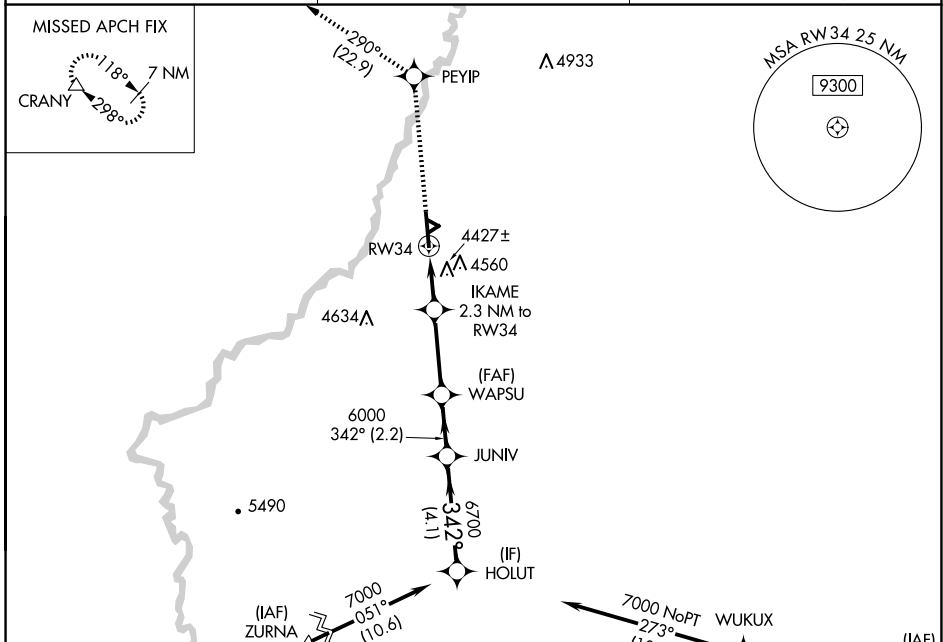 MISSED APCH FIX
118°
7 NM
CRANY
298°
290°
(22.9)
PEYIP
4933
MSA RW34 25 NM
9300
RW34
4427±
4560
IKAME
2.3 NM to
RW34
4634
(FAF)
WAPSU
6000
342° (2.2)
JUNIV
5490
6700
342°
(4.1)
(IF)
HOLUT
7000
051°
(10.6)
(IAF)
ZURNA
7000 NoPT
273°
WUKUX
(IAF)